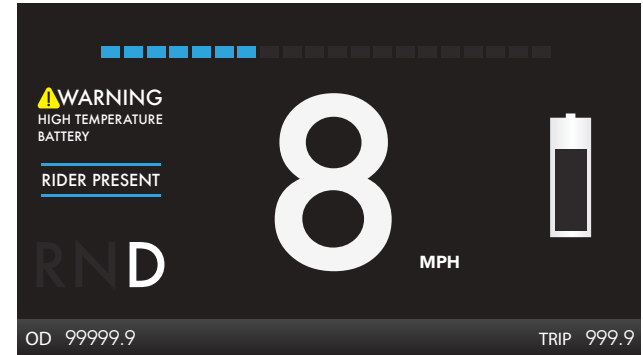 WARNING
HIGH TEMPERATURE
BATTERY
RIDER PRESENT
RND
8 MPH
OD 99999.9
TRIP 999.9